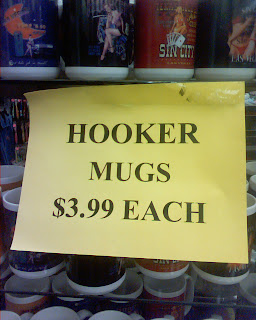 SIN CITY
HOOKER
MUGS
$3.99 EACH